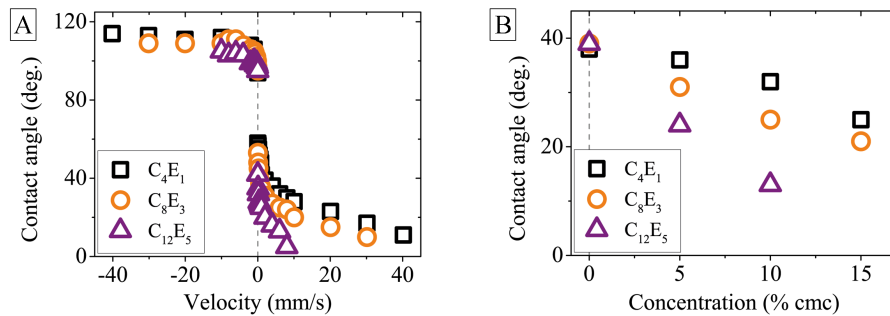 A
Contact angle (deg.)
120
80
40
0
C₄E₁
C₈E₃
C₁₂E₅
-40 -20 0 20 40
Velocity (mm/s)
B
Contact angle (deg.)
40
20
0
C₄E₁
C₈E₃
C₁₂E₅
0 5 10 15
Concentration (% cmc)